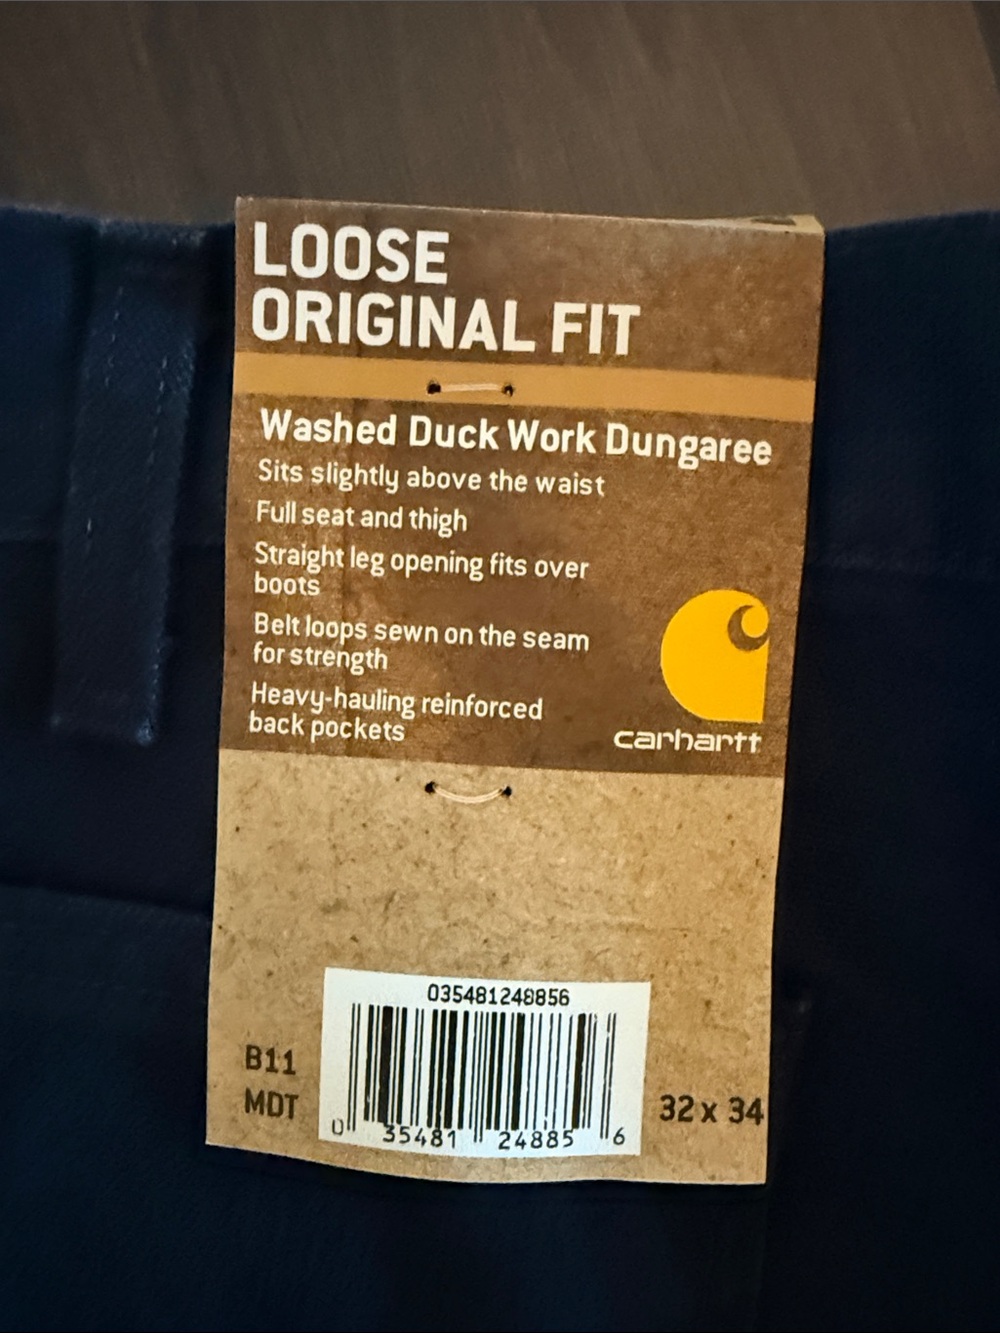 LOOSE
ORIGINAL FIT
Washed Duck Work Dungaree
Sits slightly above the waist
Full seat and thigh
Straight leg opening fits over
boots
Belt loops sewn on the seam
for strength
Heavy-hauling reinforced
back pockets
carhartt
035481248856
B11
MDT
0 35481 24885 6
32 x 34